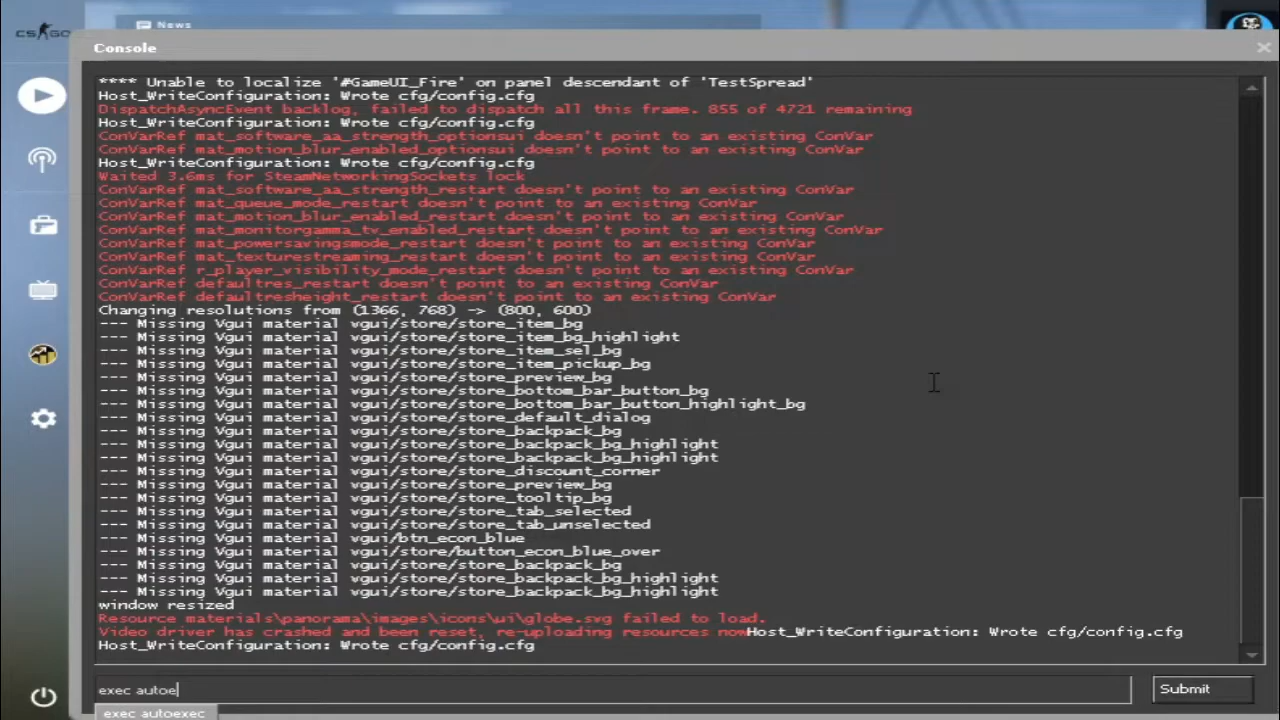 CS GO
News
Console
**** Unable to localize '#GameUI_Fire' on panel descendant of 'TestSpread'
Host_WriteConfiguration: Wrote cfg/config.cfg
DispatchAsyncEvent backlog, failed to dispatch all this frame. 855 of 4721 remaining
Host_WriteConfiguration: Wrote cfg/config.cfg
ConVarRef mat_software_aa_strength_optionsui doesn't point to an existing ConVar
ConVarRef mat_motion_blur_enabled_optionsui doesn't point to an existing ConVar
Host_WriteConfiguration: Wrote cfg/config.cfg
Waited 3.6ms for SteamNetworkingSockets lock
ConVarRef mat_software_aa_strength_restart doesn't point to an existing ConVar
ConVarRef mat_queue_mode_restart doesn't point to an existing ConVar
ConVarRef mat_motion_blur_enabled_restart doesn't point to an existing ConVar
ConVarRef mat_monitorgamma_tv_enabled_restart doesn't point to an existing ConVar
ConVarRef mat_powersavingsmode_restart doesn't point to an existing ConVar
ConVarRef mat_texturestreaming_restart doesn't point to an existing ConVar
ConVarRef r_player_visibility_mode_restart doesn't point to an existing ConVar
ConVarRef defaultres_restart doesn't point to an existing ConVar
ConVarRef defaultresheight_restart doesn't point to an existing ConVar
Changing resolutions from (1366, 768) -> (800, 600)
--- Missing Vgui material vgui/store/store_item_bg
--- Missing Vgui material vgui/store/store_item_bg_highlight
--- Missing Vgui material vgui/store/store_item_sel_bg
--- Missing Vgui material vgui/store/store_item_pickup_bg
--- Missing Vgui material vgui/store/store_preview_bg
--- Missing Vgui material vgui/store/store_bottom_bar_button_bg
--- Missing Vgui material vgui/store/store_bottom_bar_button_highlight_bg
--- Missing Vgui material vgui/store/store_default_dialog
--- Missing Vgui material vgui/store/store_backpack_bg
--- Missing Vgui material vgui/store/store_backpack_bg_highlight
--- Missing Vgui material vgui/store/store_backpack_bg_highlight
--- Missing Vgui material vgui/store/store_discount_corner
--- Missing Vgui material vgui/store/store_preview_bg
--- Missing Vgui material vgui/store/store_tooltip_bg
--- Missing Vgui material vgui/store/store_tab_selected
--- Missing Vgui material vgui/store/store_tab_unselected
--- Missing Vgui material vgui/btn_econ_blue
--- Missing Vgui material vgui/store/button_econ_blue_over
--- Missing Vgui material vgui/store/store_backpack_bg
--- Missing Vgui material vgui/store/store_backpack_bg_highlight
--- Missing Vgui material vgui/store/store_backpack_bg_highlight
window resized
Resource materials\panorama\images\icons\ui\globe.svg failed to load.
Video driver has crashed and been reset, re-uploading resources nowHost_WriteConfiguration: Wrote cfg/config.cfg
Host_WriteConfiguration: Wrote cfg/config.cfg
exec autoe
Submit
exec autoexec